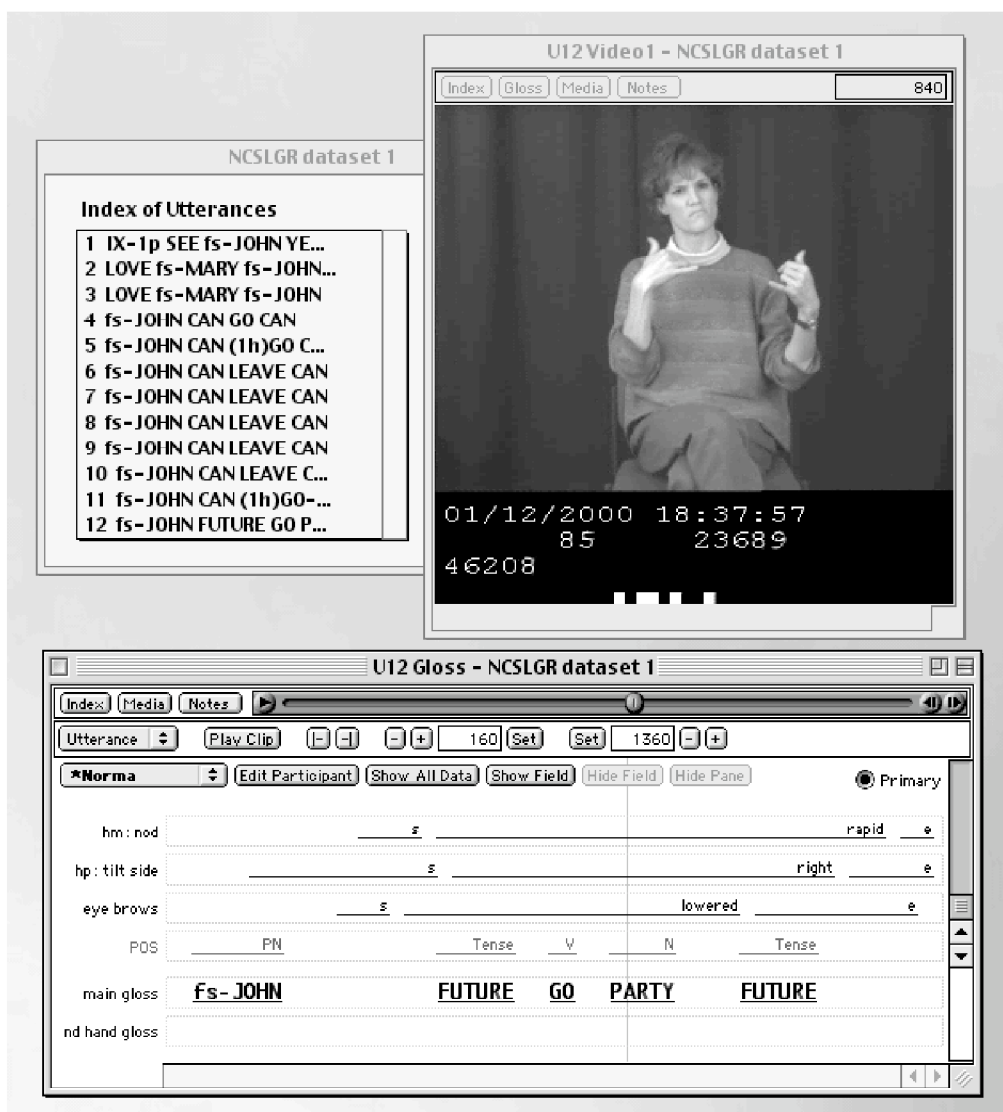 U12 Video1 - NCSLGR dataset 1
Index Gloss Media Notes 840
NCSLGR dataset 1
Index of Utterances
1 IX-1p SEE fs-JOHN YE...
2 LOVE fs-MARY fs-JOHN...
3 LOVE fs-MARY fs-JOHN
4 fs-JOHN CAN GO CAN
5 fs-JOHN CAN (1h)GO C...
6 fs-JOHN CAN LEAVE CAN
7 fs-JOHN CAN LEAVE CAN
8 fs-JOHN CAN LEAVE CAN
9 fs-JOHN CAN LEAVE CAN
10 fs-JOHN CAN LEAVE C...
11 fs-JOHN CAN (1h)GO-...
12 fs-JOHN FUTURE GO P...
01/12/2000 18:37:57
85 23689
46208
U12 Gloss - NCSLGR dataset 1
Index Media Notes
Utterance Play Clip |- -| - + 160 Set Set 1360 - +
*Norma Edit Participant Show All Data Show Field Hide Field Hide Pane Primary
hm: nod s rapid e
hp: tilt side s right e
eye brows s lowered e
POS PN Tense V N Tense
main gloss fs-JOHN FUTURE GO PARTY FUTURE
nd hand gloss